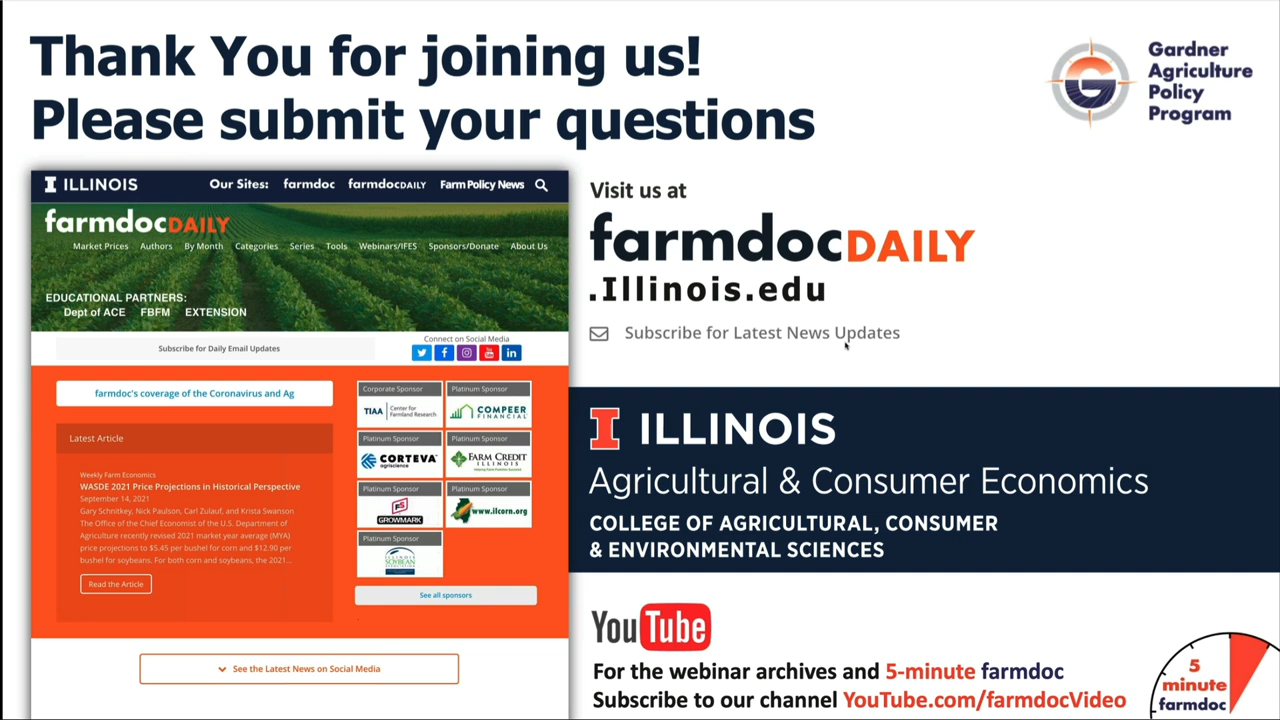 Thank You for joining us!
Please submit your questions
Gardner
Agriculture
Policy
Program
ILLINOIS
Our Sites: farmdoc farmdocDAILY Farm Policy News
farmdocDAILY
Market Prices Authors By Month Categories Series Tools Webinars/IFES Sponsors/Donate About Us
EDUCATIONAL PARTNERS:
Dept of ACE FBFM EXTENSION
Subscribe for Daily Email Updates
Connect on Social Media
farmdoc's coverage of the Coronavirus and Ag
Latest Article
Weekly Farm Economics
WASDE 2021 Price Projections in Historical Perspective
September 14, 2021
Gary Schnitkey, Nick Paulson, Carl Zulauf, and Krista Swanson
The Office of the Chief Economist of the U.S. Department of
Agriculture recently revised 2021 market year average (MYA)
price projections to $5.45 per bushel for corn and $12.90 per
bushel for soybeans. For both corn and soybeans, the 2021...
Read the Article
Corporate Sponsor
TIAA Center for
Farmland Research
Platinum Sponsor
COMPEER
FINANCIAL
Platinum Sponsor
CORTEVA
agriscience
Platinum Sponsor
FARM CREDIT
ILLINOIS
Platinum Sponsor
FS
GROWMARK
Platinum Sponsor
www.ilcorn.org
Platinum Sponsor
ILLINOIS
SOYBEAN
See all sponsors
See the Latest News on Social Media
Visit us at
farmdocDAILY
.Illinois.edu
Subscribe for Latest News Updates
ILLINOIS
Agricultural & Consumer Economics
COLLEGE OF AGRICULTURAL, CONSUMER
& ENVIRONMENTAL SCIENCES
YouTube
For the webinar archives and 5-minute farmdoc
Subscribe to our channel YouTube.com/farmdocVideo
5
minute
farmdoc